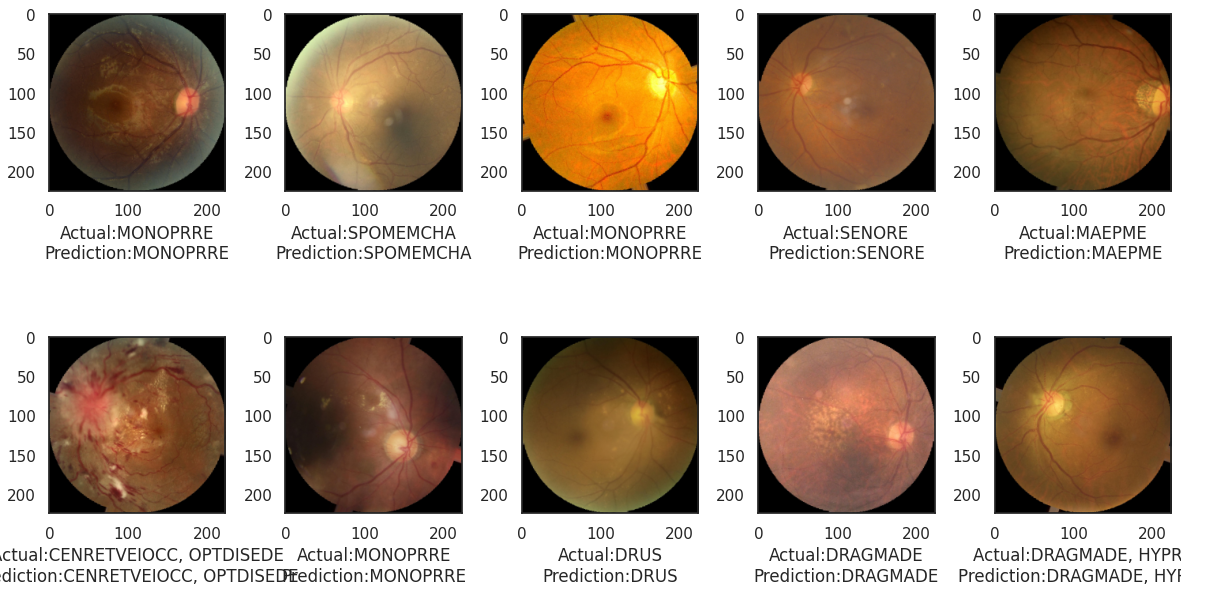 0
50
100
150
200
0 100 200
Actual:MONOPRRE
Prediction:MONOPRRE
0
50
100
150
200
0 100 200
Actual:SPOMEMCHA
Prediction:SPOMEMCHA
0
50
100
150
200
0 100 200
Actual:MONOPRRE
Prediction:MONOPRRE
0
50
100
150
200
0 100 200
Actual:SENORE
Prediction:SENORE
0
50
100
150
200
0 100 200
Actual:MAEPME
Prediction:MAEPME
0
50
100
150
200
0 100 200
ctual:CENRETVEIOCC, OPTDISEDE
ediction:CENRETVEIOCC, OPTDISEDE
0
50
100
150
200
0 100 200
Actual:MONOPRRE
Prediction:MONOPRRE
0
50
100
150
200
0 100 200
Actual:DRUS
Prediction:DRUS
0
50
100
150
200
0 100 200
Actual:DRAGMADE
Prediction:DRAGMADE
0
50
100
150
200
0 100 200
Actual:DRAGMADE, HYPR
Prediction:DRAGMADE, HYF